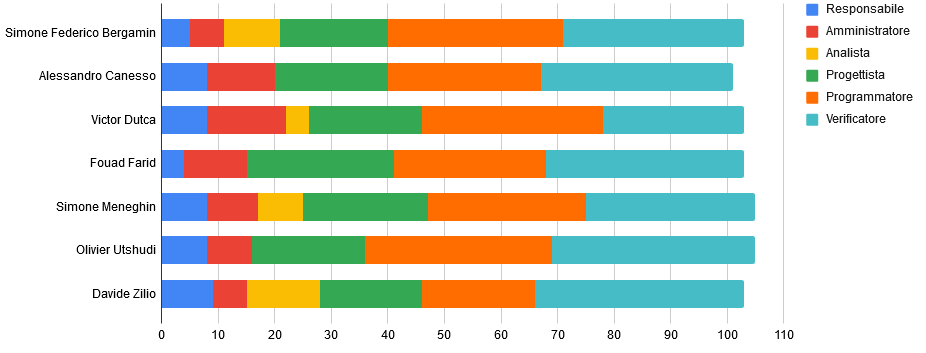 Simone Federico Bergamin
Alessandro Canesso
Victor Dutca
Fouad Farid
Simone Meneghin
Olivier Utshudi
Davide Zilio
0 10 20 30 40 50 60 70 80 90 100 110
Responsabile
Amministratore
Analista
Progettista
Programmatore
Verificatore